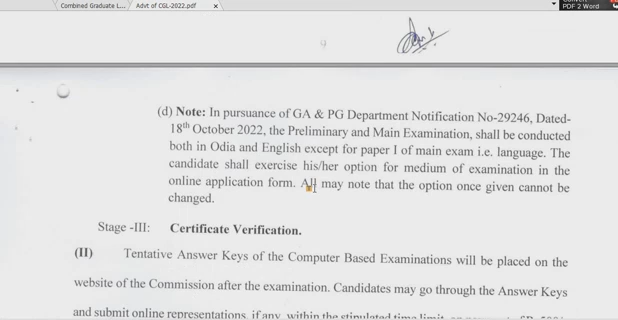 Combined Graduate L...
Advt of CGL-2022.pdf
PDF 2 Word
9
(d) Note: In pursuance of GA & PG Department Notification No-29246, Dated-
18th October 2022, the Preliminary and Main Examination, shall be conducted
both in Odia and English except for paper I of main exam i.e. language. The
candidate shall exercise his/her option for medium of examination in the
online application form. All may note that the option once given cannot be
changed.
Stage -III: Certificate Verification.
(II) Tentative Answer Keys of the Computer Based Examinations will be placed on the
website of the Commission after the examination. Candidates may go through the Answer Keys
and submit online representations, if any, within the stipulated time limit